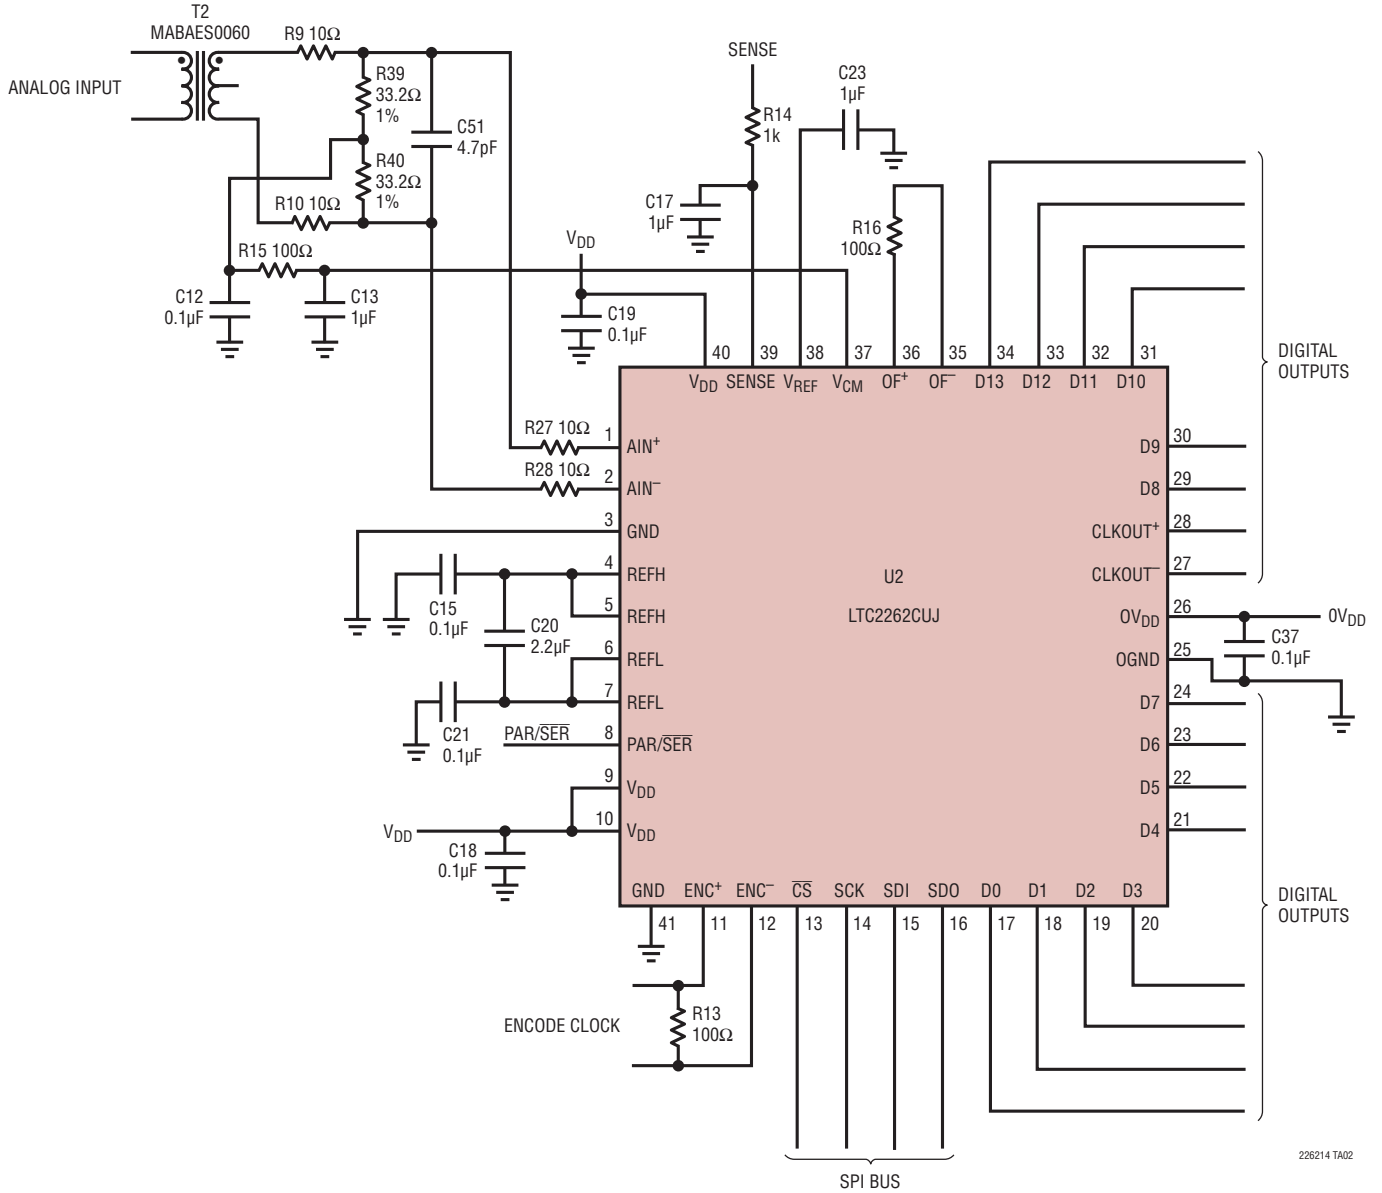 T2
MABAES0060
R9 10Ω
ANALOG INPUT
R39
33.2Ω
1%
C51
4.7pF
R40
33.2Ω
1%
R10 10Ω
R15 100Ω
C12
0.1µF
C13
1µF
SENSE
R14
1k
C23
1µF
C17
1µF
R16
100Ω
VDD
C19
0.1µF
40
39
38
37
36
35
34
33
32
31
VDD
SENSE
VREF
VCM
OF+
OF–
D13
D12
D11
D10
DIGITAL
OUTPUTS
R27 10Ω
1
AIN+
R28 10Ω
2
AIN–
3
GND
4
REFH
5
REFH
6
REFL
7
REFL
C15
0.1µF
C20
2.2µF
C21
0.1µF
PAR/SER
8
PAR/SER
9
VDD
10
VDD
VDD
C18
0.1µF
U2
LTC2262CUJ
D9
30
D8
29
CLKOUT+
28
CLKOUT–
27
OVDD
26
0VDD
OGND
25
C37
0.1µF
D7
24
D6
23
D5
22
D4
21
GND
ENC+
ENC–
CS
SCK
SDI
SDO
D0
D1
D2
D3
41
11
12
13
14
15
16
17
18
19
20
DIGITAL
OUTPUTS
ENCODE CLOCK
R13
100Ω
SPI BUS
226214 TA02